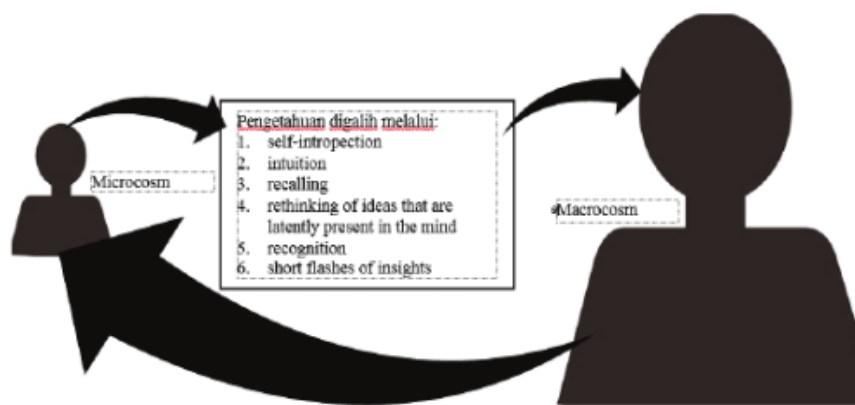 Microcosm
Pengetahuan digalih melalui:
1. self-intropection
2. intuition
3. recalling
4. rethinking of ideas that are
latently present in the mind
5. recognition
6. short flashes of insights
Macrocosm